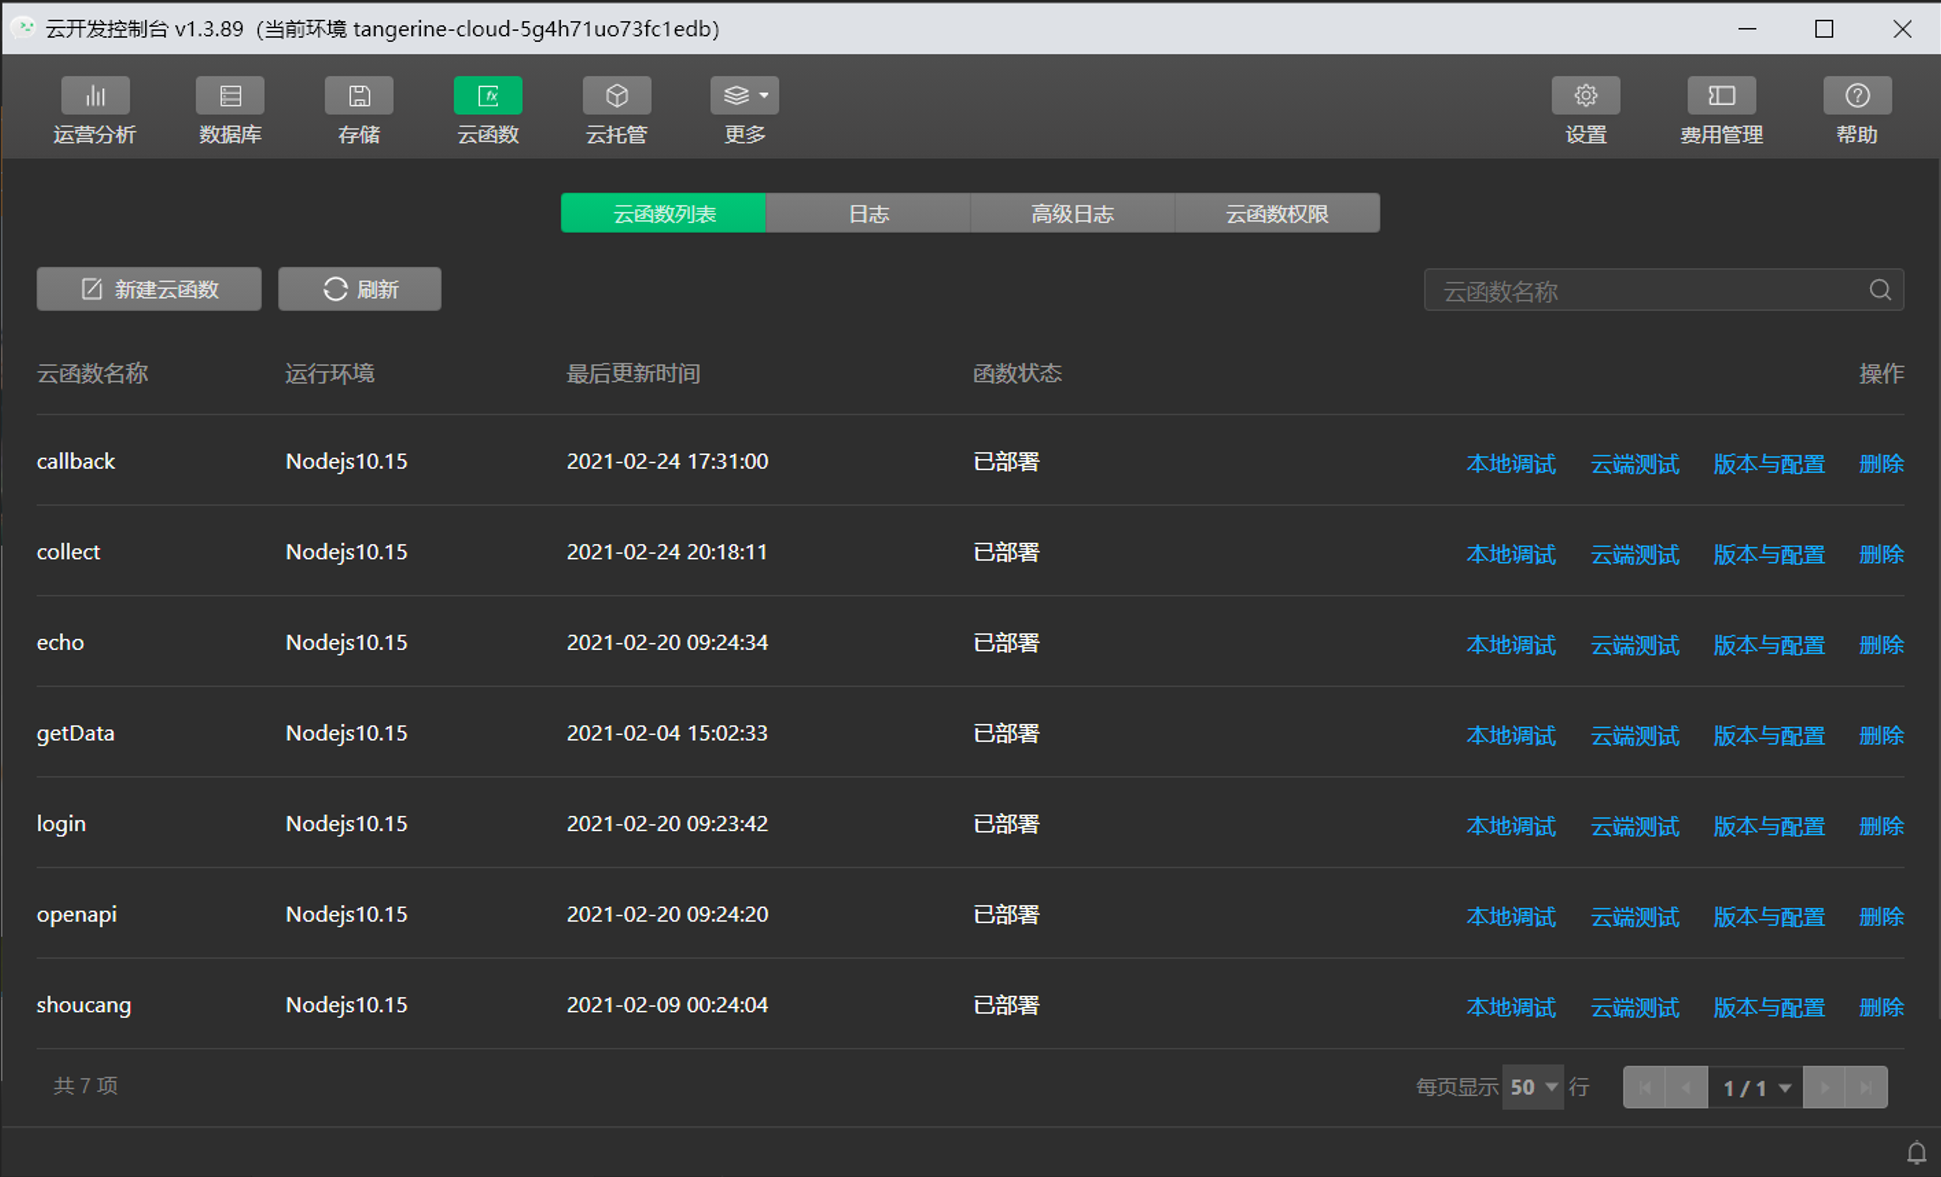 云开发控制台 v1.3.89 (当前环境 tangerine-cloud-5g4h71uo73fc1edb)
运营分析 数据库 存储 云函数 云托管 更多 设置 费用管理 帮助
云函数列表 日志 高级日志 云函数权限
新建云函数 刷新 云函数名称
云函数名称 运行环境 最后更新时间 函数状态 操作
callback Nodejs10.15 2021-02-24 17:31:00 已部署 本地调试 云端测试 版本与配置 删除
collect Nodejs10.15 2021-02-24 20:18:11 已部署 本地调试 云端测试 版本与配置 删除
echo Nodejs10.15 2021-02-20 09:24:34 已部署 本地调试 云端测试 版本与配置 删除
getData Nodejs10.15 2021-02-04 15:02:33 已部署 本地调试 云端测试 版本与配置 删除
login Nodejs10.15 2021-02-20 09:23:42 已部署 本地调试 云端测试 版本与配置 删除
openapi Nodejs10.15 2021-02-20 09:24:20 已部署 本地调试 云端测试 版本与配置 删除
shoucang Nodejs10.15 2021-02-09 00:24:04 已部署 本地调试 云端测试 版本与配置 删除
共 7 项 每页显示 50 行 1 / 1